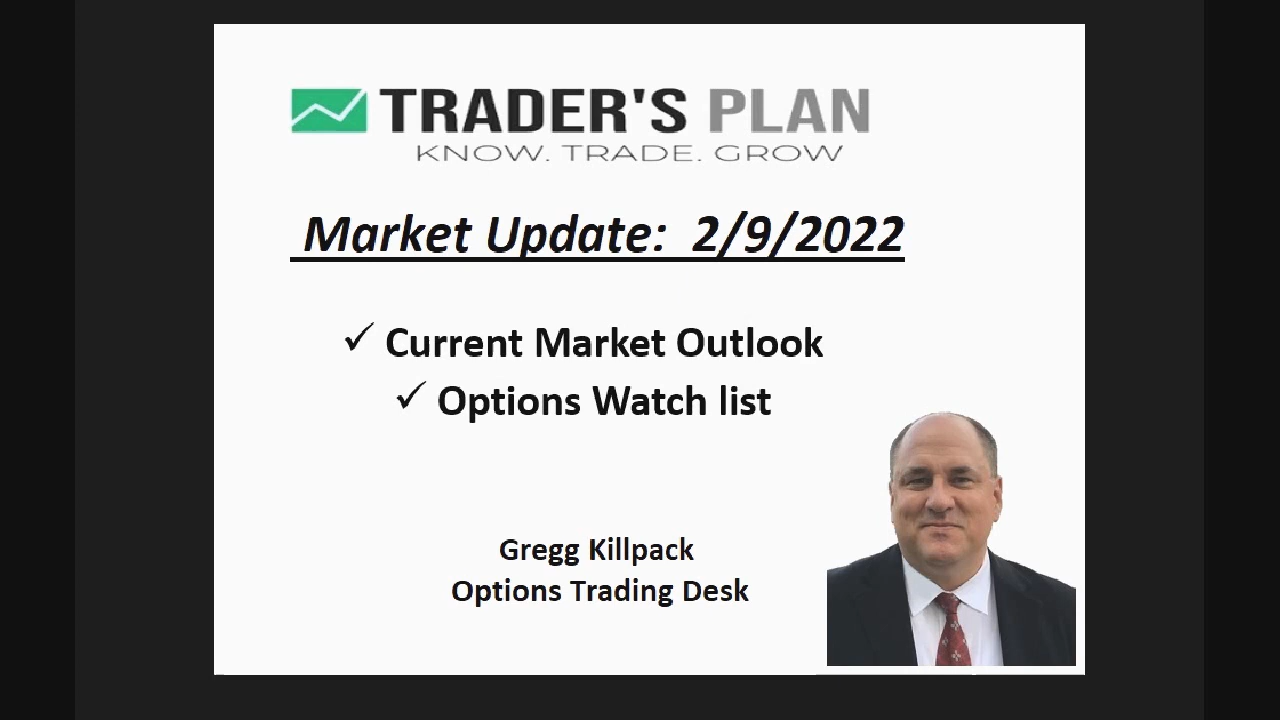 TRADER'S PLAN
KNOW. TRADE. GROW
Market Update: 2/9/2022
✓ Current Market Outlook
✓ Options Watch list
Gregg Killpack
Options Trading Desk